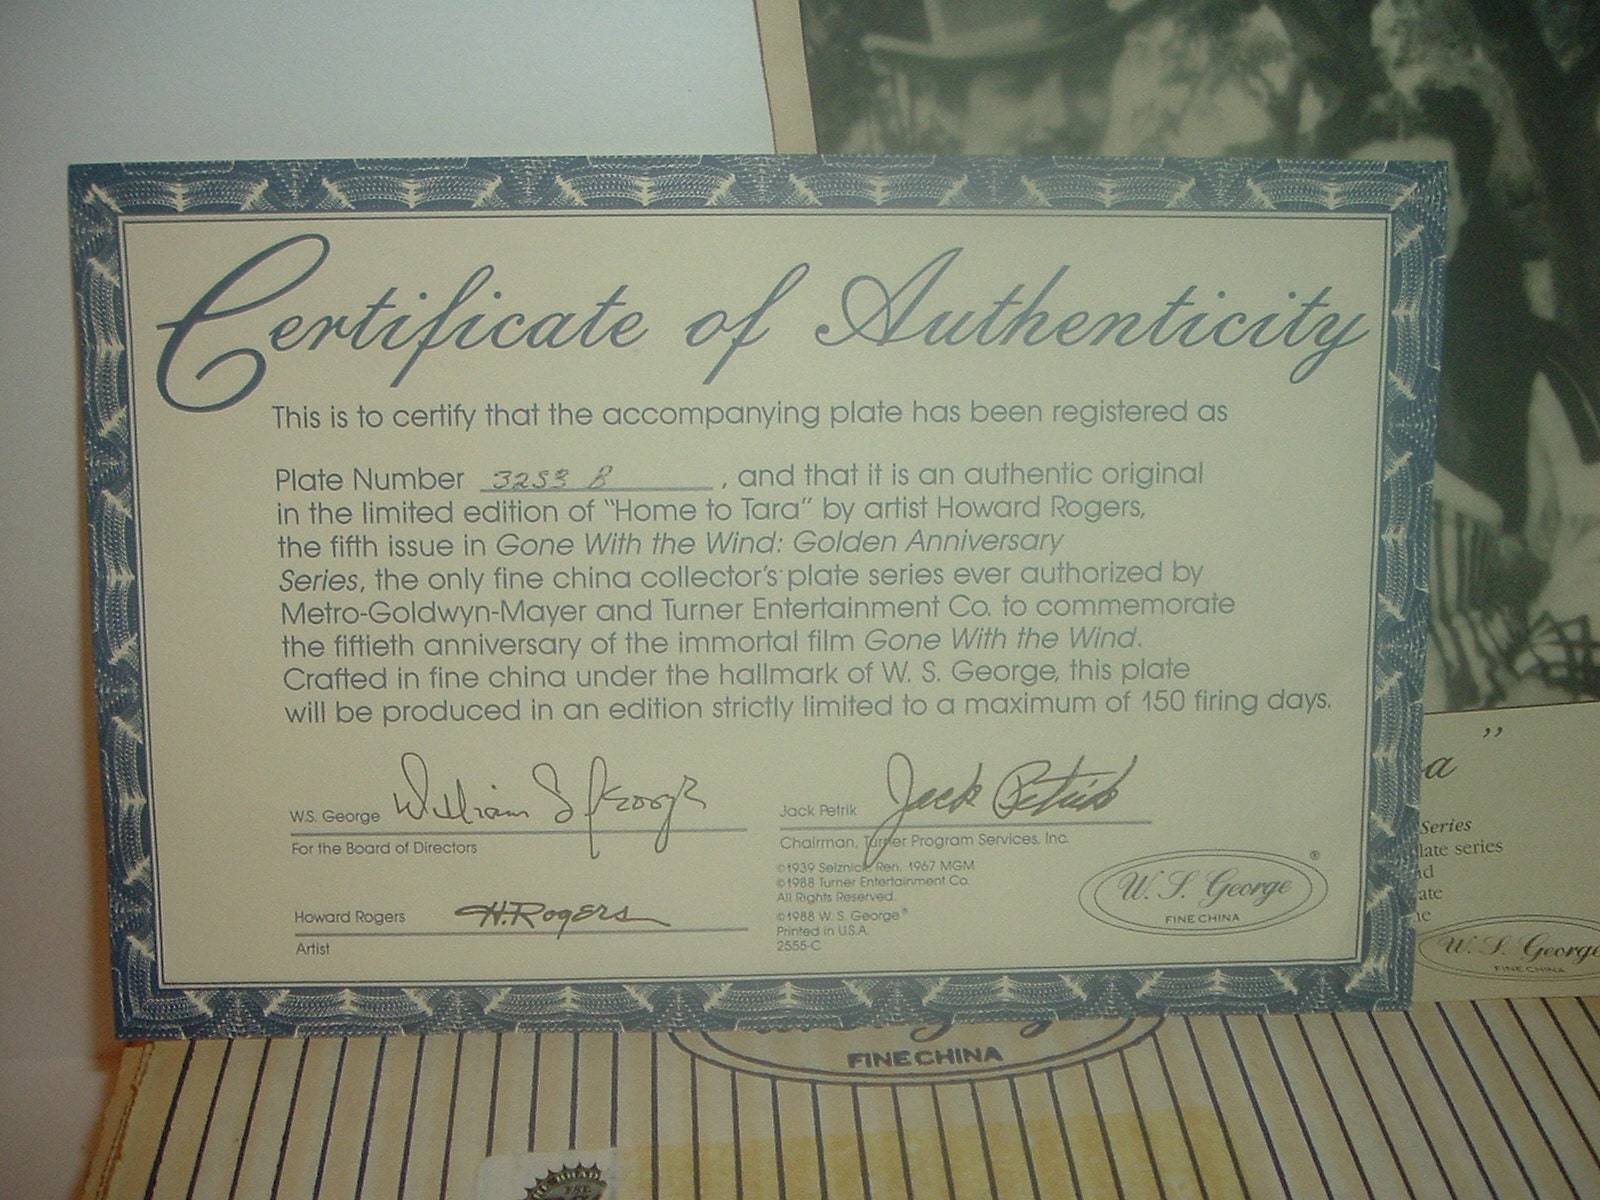 Certificate of Authenticity
This is to certify that the accompanying plate has been registered as
Plate Number 3253 B, and that it is an authentic original
in the limited edition of "Home to Tara" by artist Howard Rogers,
the fifth issue in Gone With the Wind: Golden Anniversary
Series, the only fine china collector's plate series ever authorized by
Metro-Goldwyn-Mayer and Turner Entertainment Co. to commemorate
the fiftieth anniversary of the immortal film Gone With the Wind.
Crafted in fine china under the hallmark of W. S. George, this plate
will be produced in an edition strictly limited to a maximum of 150 firing days.
W.S. George William S George
For the Board of Directors
Jack Petrik Jack Petrik
Chairman, Turner Program Services, Inc.
©1939 Selznick Ren. 1967 MGM
©1988 Turner Entertainment Co.
All Rights Reserved.
©1988 W. S. George®
Printed in U.S.A.
2555-C
Howard Rogers H. Rogers
Artist
W. S. George ®
FINE CHINA
a"
Series
late series
nd
ate
W. S. George
FINE CHINA
FINE CHINA